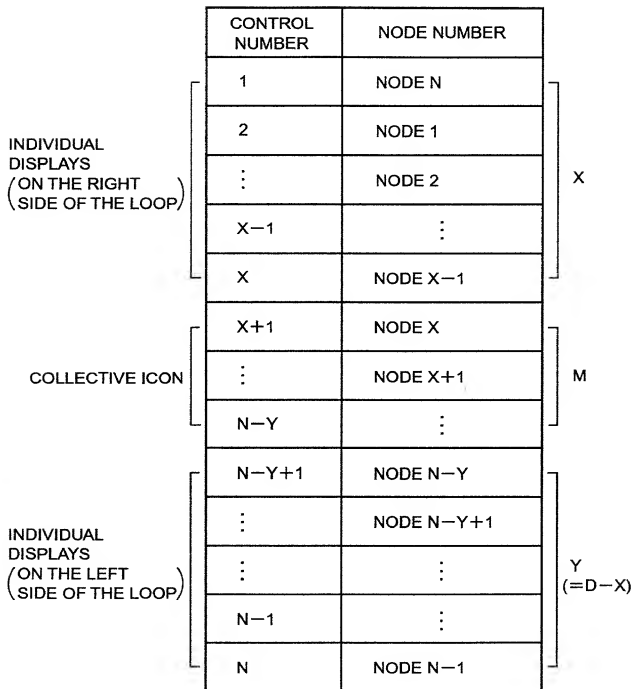 CONTROL NUMBER
NODE NUMBER
1
NODE N
2
NODE 1
⋮
NODE 2
X−1
⋮
X
NODE X−1
X+1
NODE X
⋮
NODE X+1
N−Y
⋮
N−Y+1
NODE N−Y
⋮
NODE N−Y+1
⋮
⋮
N−1
⋮
N
NODE N−1
INDIVIDUAL
DISPLAYS
(ON THE RIGHT
SIDE OF THE LOOP)
X
COLLECTIVE ICON
M
INDIVIDUAL
DISPLAYS
(ON THE LEFT
SIDE OF THE LOOP)
Y
(=D−X)